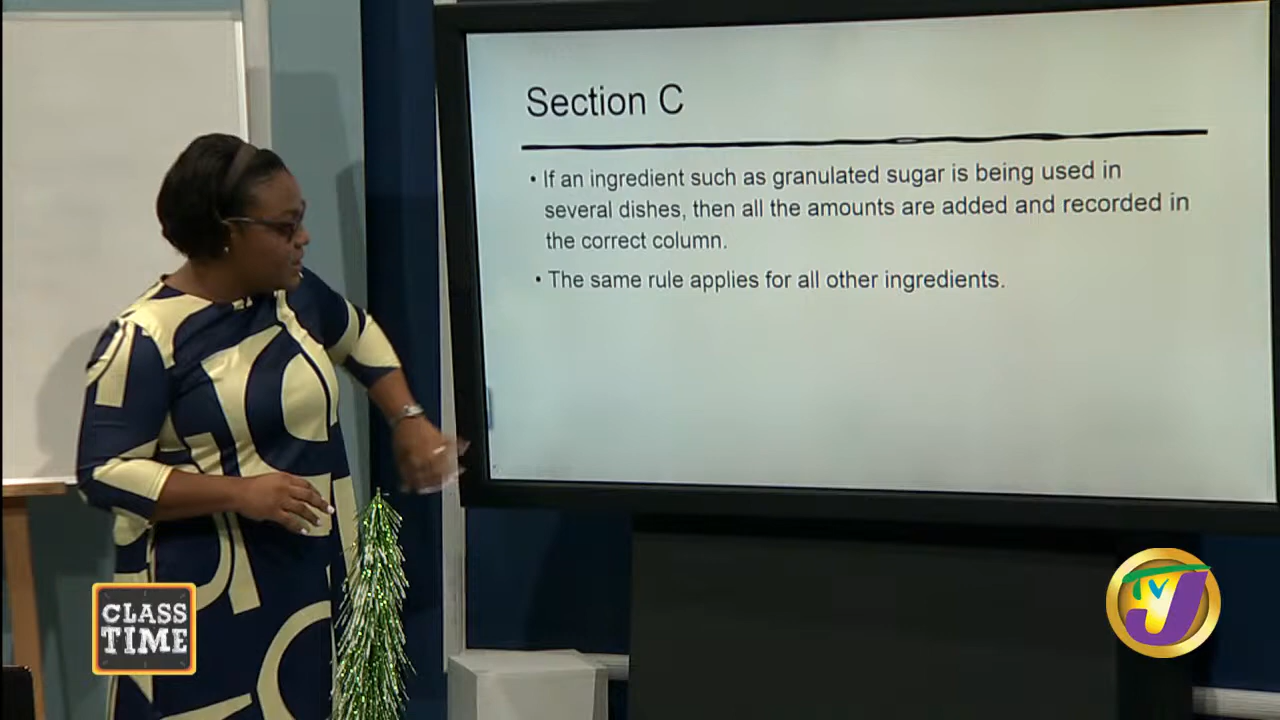 Section C
• If an ingredient such as granulated sugar is being used in
several dishes, then all the amounts are added and recorded in
the correct column.
• The same rule applies for all other ingredients.
CLASS
TIME
TVJ